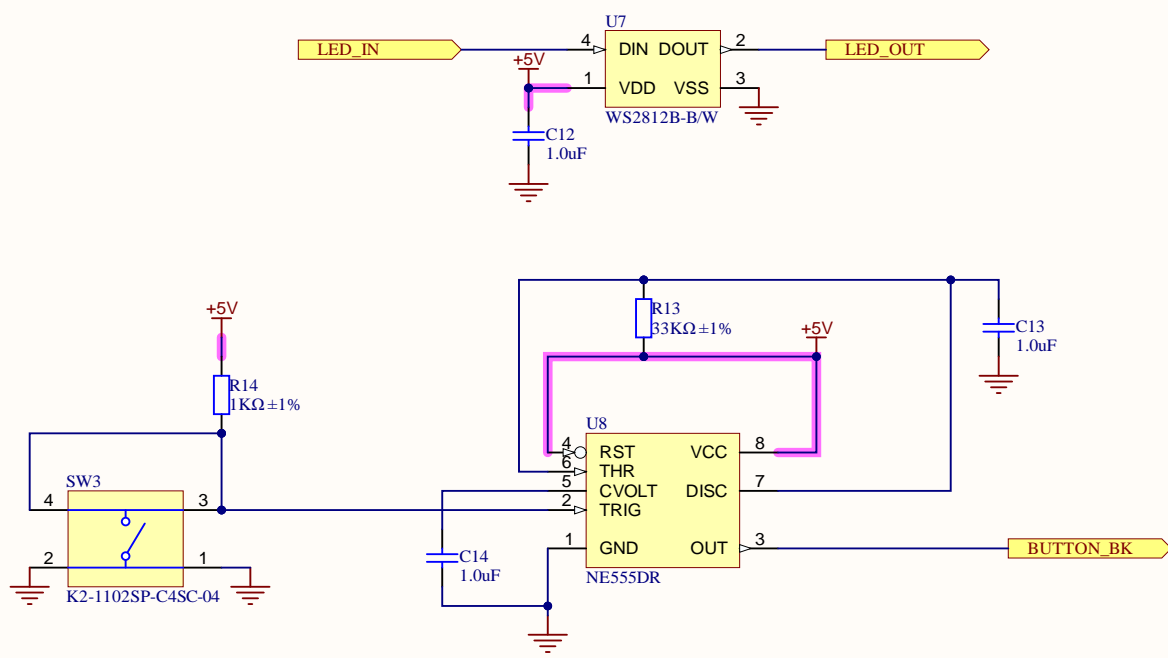 U7
LED_IN
4
DIN
DOUT
2
LED_OUT
+5V
1
VDD
VSS
3
WS2812B-B/W
C12
1.0uF
+5V
R13
33KΩ±1%
+5V
C13
1.0uF
R14
1KΩ±1%
U8
4
RST
VCC
8
6
THR
5
CVOLT
DISC
7
2
TRIG
1
GND
OUT
3
BUTTON_BK
NE555DR
SW3
4
3
2
1
K2-1102SP-C4SC-04
C14
1.0uF